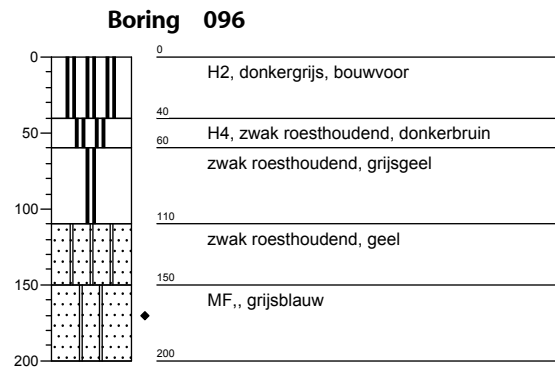 Boring 096
0
0
H2, donkergrijs, bouwvoor
40
50
H4, zwak roesthoudend, donkerbruin
60
zwak roesthoudend, grijsgeel
100
110
zwak roesthoudend, geel
150
150
MF,, grijsblauw
200
200